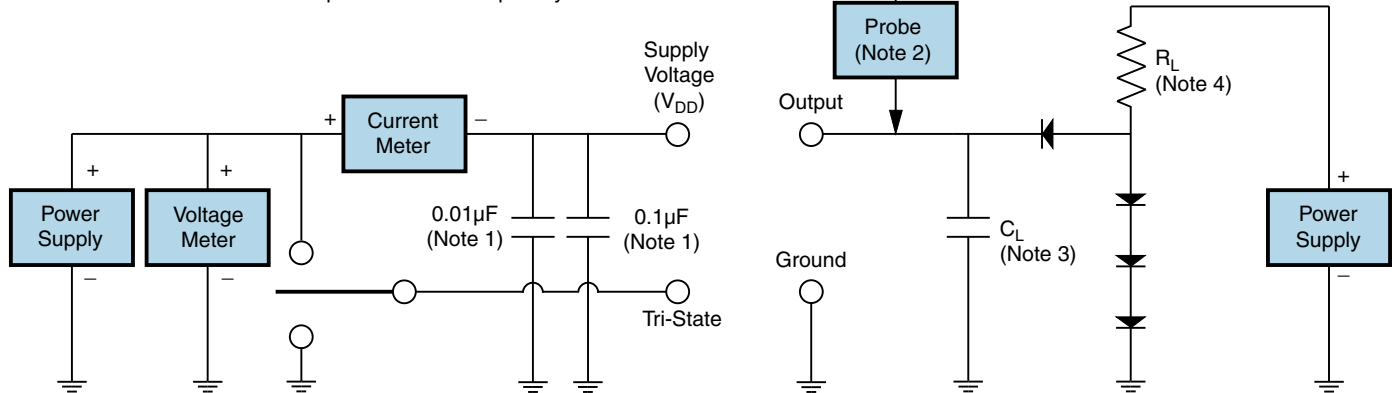 Probe
(Note 2)
Supply
Voltage
(VDD)
Output
RL
(Note 4)
+
Current
Meter
−
+
Power
Supply
−
+
Voltage
Meter
−
0.01µF
(Note 1)
0.1µF
(Note 1)
Tri-State
Ground
CL
(Note 3)
+
Power
Supply
−